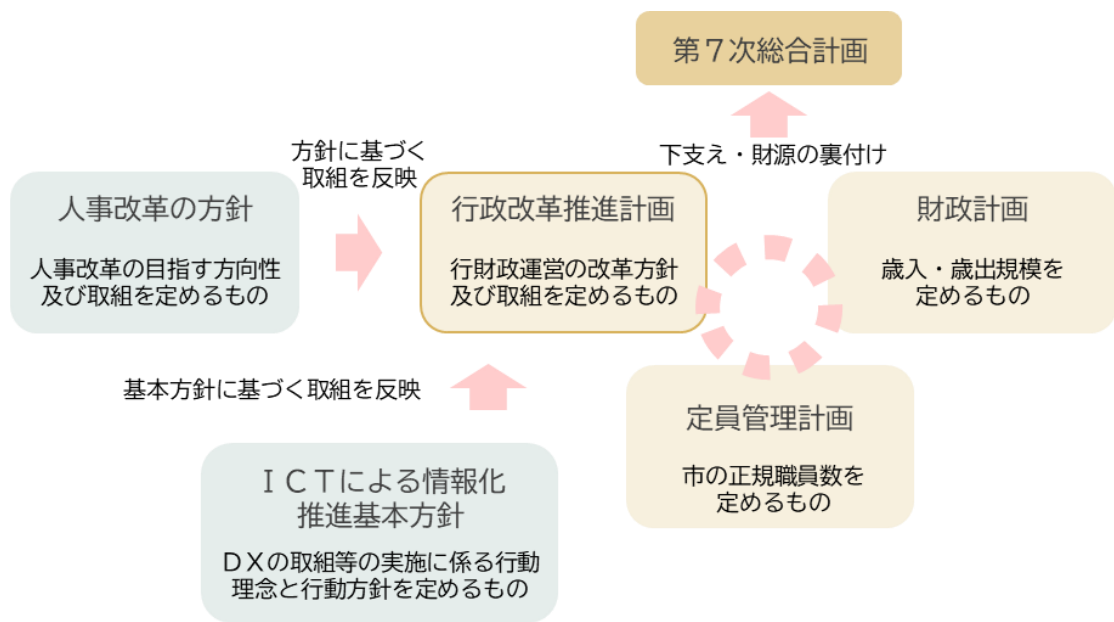 第７次総合計画
下支え・財源の裏付け
方針に基づく
取組を反映
人事改革の方針
人事改革の目指す方向性
及び取組を定めるもの
行政改革推進計画
行財政運営の改革方針
及び取組を定めるもの
財政計画
歳入・歳出規模を
定めるもの
基本方針に基づく取組を反映
定員管理計画
市の正規職員数を
定めるもの
ＩＣＴによる情報化
推進基本方針
ＤＸの取組等の実施に係る行動
理念と行動方針を定めるもの